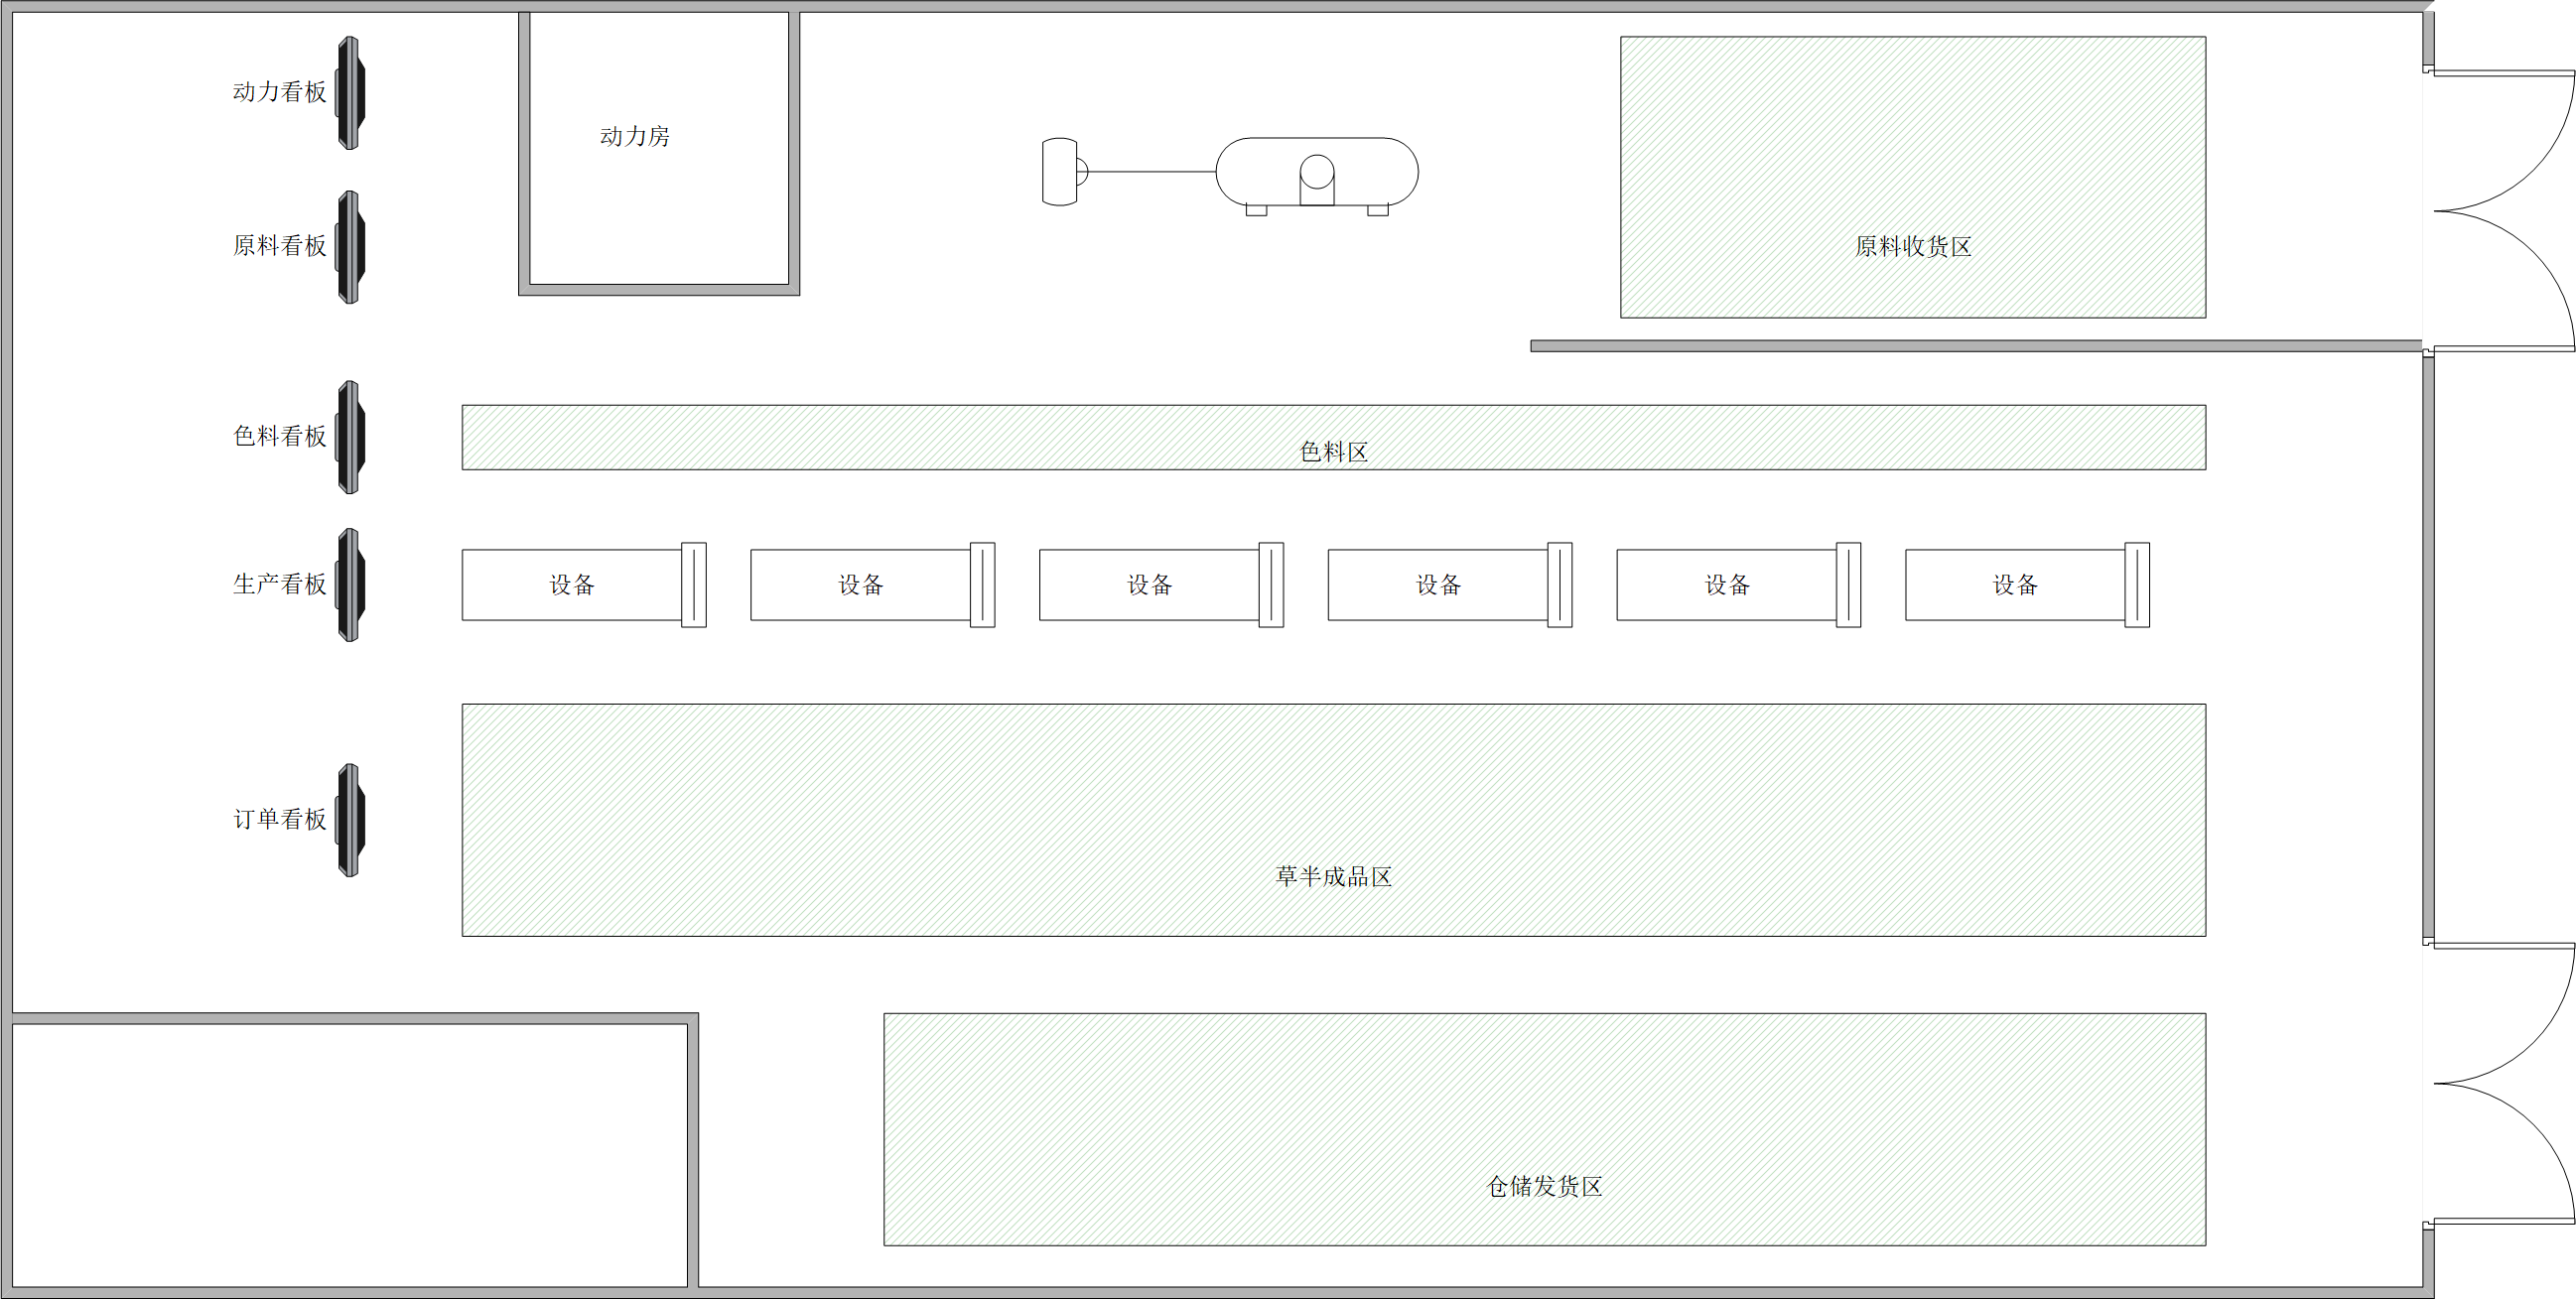 动力看板
动力房
原料看板
原料收货区
色料看板
色料区
生产看板
设备
设备
设备
设备
设备
设备
订单看板
草半成品区
仓储发货区